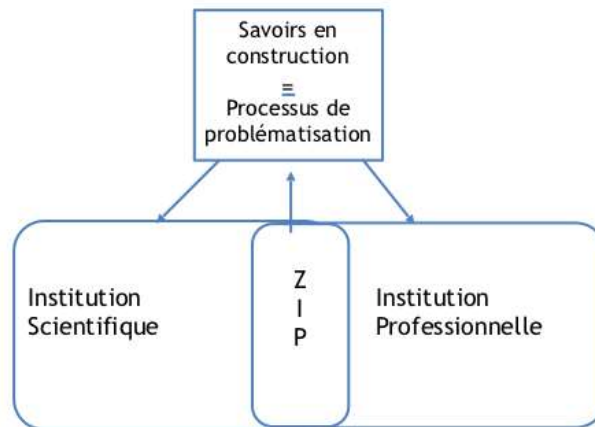 Savoirs en
construction
=
Processus de
problématisation
Institution
Scientifique
Z
I
P
Institution
Professionnelle